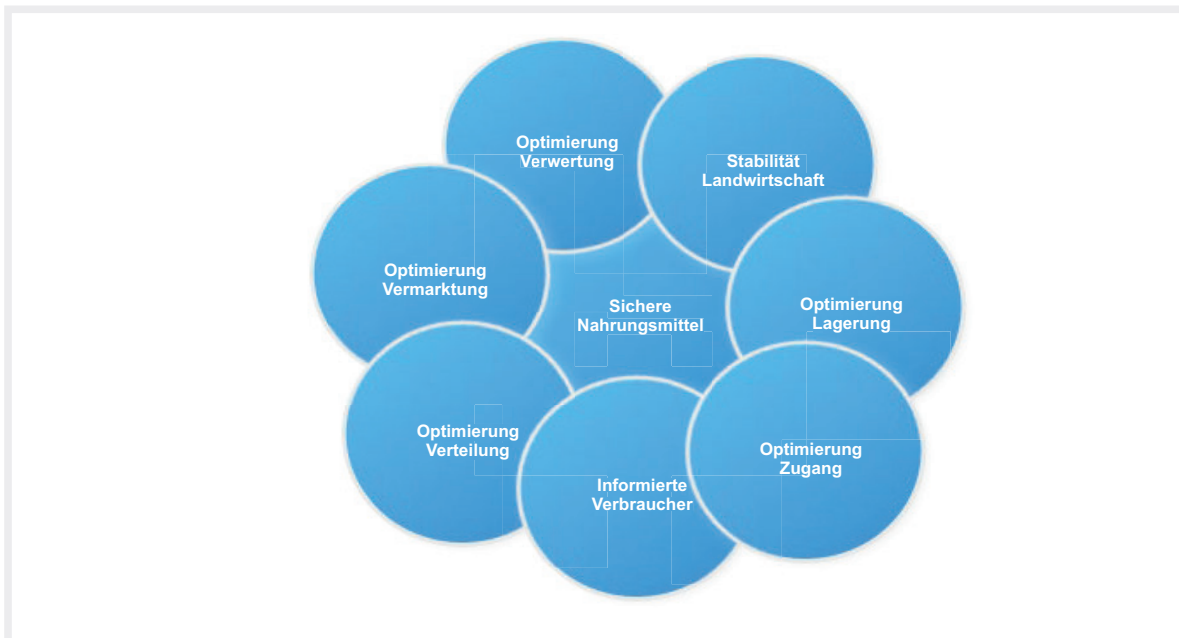 Optimierung
Verwertung
Stabilität
Landwirtschaft
Optimierung
Vermarktung
Sichere
Nahrungsmittel
Optimierung
Lagerung
Optimierung
Verteilung
Optimierung
Zugang
Informierte
Verbraucher